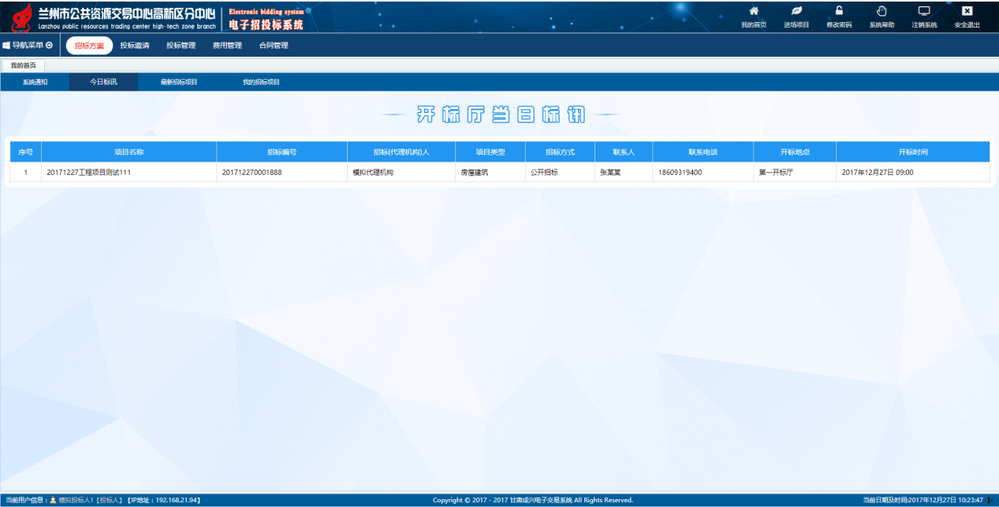 兰州市公共资源交易中心高新区分中心
Lanzhou public resources trading center high-tech zone branch
Electronic bidding system
电子招投标系统
我的首页 进场项目 修改密码 系统帮助 注销系统 安全退出
导航菜单 招标方案 投标邀请 投标管理 费用管理 合同管理
我的首页
系统通知 今日标讯 最新招标项目 我的招标项目
开标厅当日标讯
序号 项目名称 招标编号 招标(代理机构)人 项目类型 招标方式 联系人 联系电话 开标地点 开标时间
1 20171227工程项目测试111 201712270001888 模拟代理机构 房屋建筑 公开招标 张某某 18609319400 第一开标厅 2017年12月27日 09:00
当前用户信息：模拟投标人1【投标人】【IP地址：192.168.21.94】 Copyright © 2017 - 2017 甘肃成兴电子交易系统 All Rights Reserved. 当前日期及时间:2017年12月27日 10:23:47